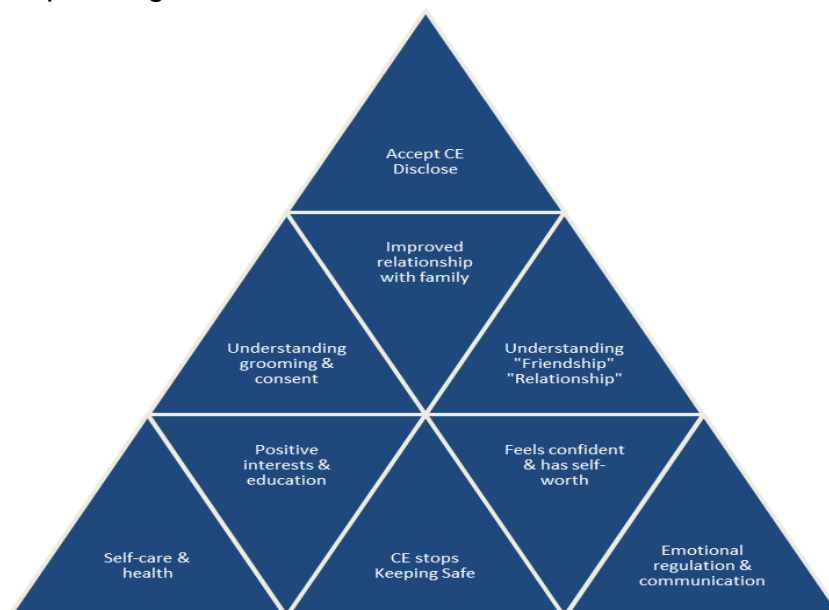 Accept CE
Disclose
Improved
relationship
with family
Understanding
grooming &
consent
Understanding
"Friendship"
"Relationship"
Positive
interests &
education
Feels confident
& has self-
worth
Self-care &
health
CE stops
Keeping Safe
Emotional
regulation &
communication